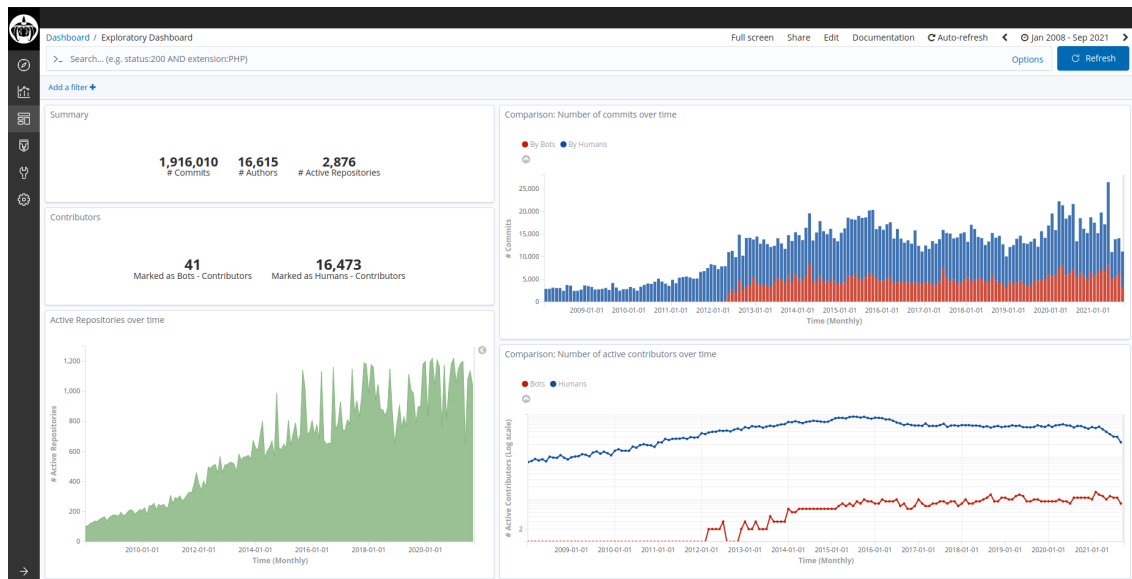 Dashboard / Exploratory Dashboard
Full screen Share Edit Documentation Auto-refresh Jan 2008 - Sep 2021
>_ Search... (e.g. status:200 AND extension:PHP)
Options Refresh
Add a filter +
Summary
1,916,010 16,615 2,876
# Commits # Authors # Active Repositories
Contributors
41 16,473
Marked as Bots - Contributors Marked as Humans - Contributors
Active Repositories over time
1,200
1,000
800
600
400
200
0
# Active Repositories
2010-01-01 2012-01-01 2014-01-01 2016-01-01 2018-01-01 2020-01-01
Time (Monthly)
Comparison: Number of commits over time
By Bots By Humans
25,000
20,000
15,000
10,000
5,000
0
# Commits
2009-01-01 2010-01-01 2011-01-01 2012-01-01 2013-01-01 2014-01-01 2015-01-01 2016-01-01 2017-01-01 2018-01-01 2019-01-01 2020-01-01 2021-01-01
Time (Monthly)
Comparison: Number of active contributors over time
Bots Humans
2
# Active Contributors (Log scale)
2009-01-01 2010-01-01 2011-01-01 2012-01-01 2013-01-01 2014-01-01 2015-01-01 2016-01-01 2017-01-01 2018-01-01 2019-01-01 2020-01-01 2021-01-01
Time (Monthly)